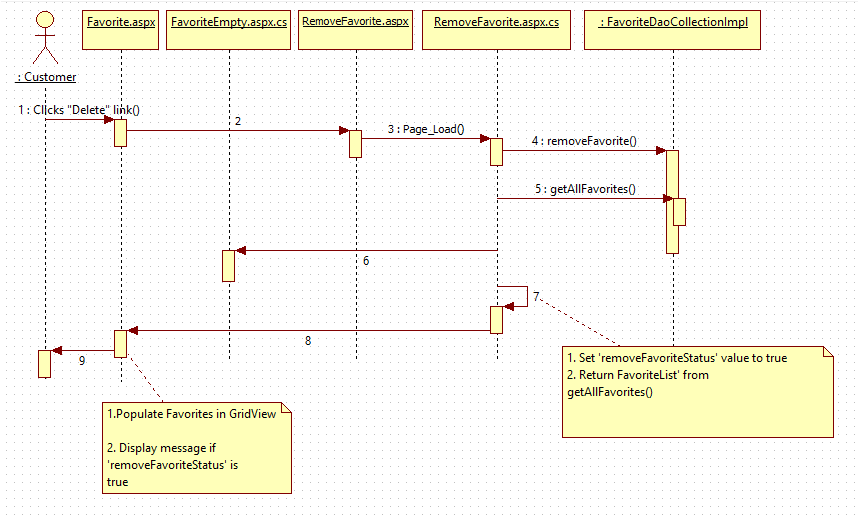 Favorite.aspx
FavoriteEmpty.aspx.cs
RemoveFavorite.aspx
RemoveFavorite.aspx.cs
: FavoriteDaoCollectionImpl
: Customer
1 : Clicks "Delete" link()
2
3 : Page_Load()
4 : removeFavorite()
5 : getAllFavorites()
6
7
8
9
1. Set 'removeFavoriteStatus' value to true
2. Return FavoriteList' from
getAllFavorites()
1.Populate Favorites in GridView
2. Display message if
'removeFavoriteStatus' is
true